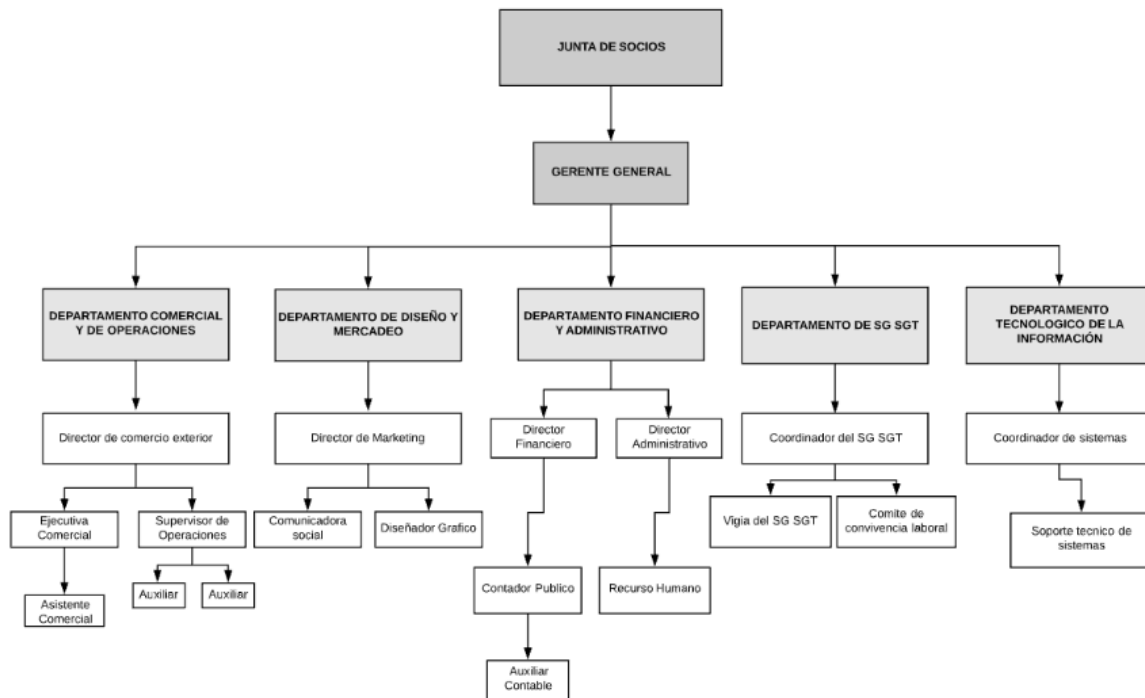 JUNTA DE SOCIOS
GERENTE GENERAL
DEPARTAMENTO COMERCIAL
Y DE OPERACIONES
DEPARTAMENTO DE DISEÑO Y
MERCADEO
DEPARTAMENTO FINANCIERO
Y ADMINISTRATIVO
DEPARTAMENTO DE SG SGT
DEPARTAMENTO
TECNOLOGICO DE LA
INFORMACIÓN
Director de comercio exterior
Director de Marketing
Director
Financiero
Director
Administrativo
Coordinador del SG SGT
Coordinador de sistemas
Ejecutiva
Comercial
Supervisor de
Operaciones
Comunicadora
social
Diseñador Grafico
Vigia del SG SGT
Comite de
convivencia laboral
Soporte tecnico de
sistemas
Asistente
Comercial
Auxiliar
Auxiliar
Contador Publico
Recurso Humano
Auxiliar
Contable